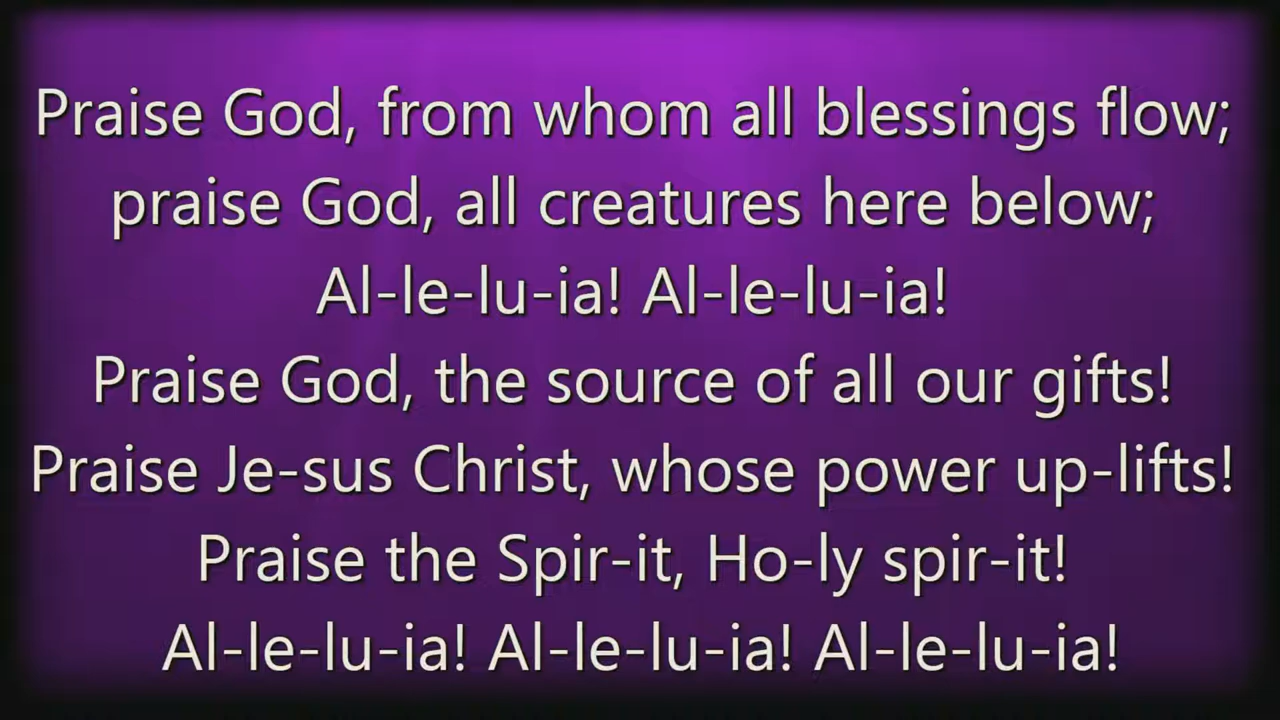 Praise God, from whom all blessings flow;
praise God, all creatures here below;
Al-le-lu-ia! Al-le-lu-ia!
Praise God, the source of all our gifts!
Praise Je-sus Christ, whose power up-lifts!
Praise the Spir-it, Ho-ly spir-it!
Al-le-lu-ia! Al-le-lu-ia! Al-le-lu-ia!